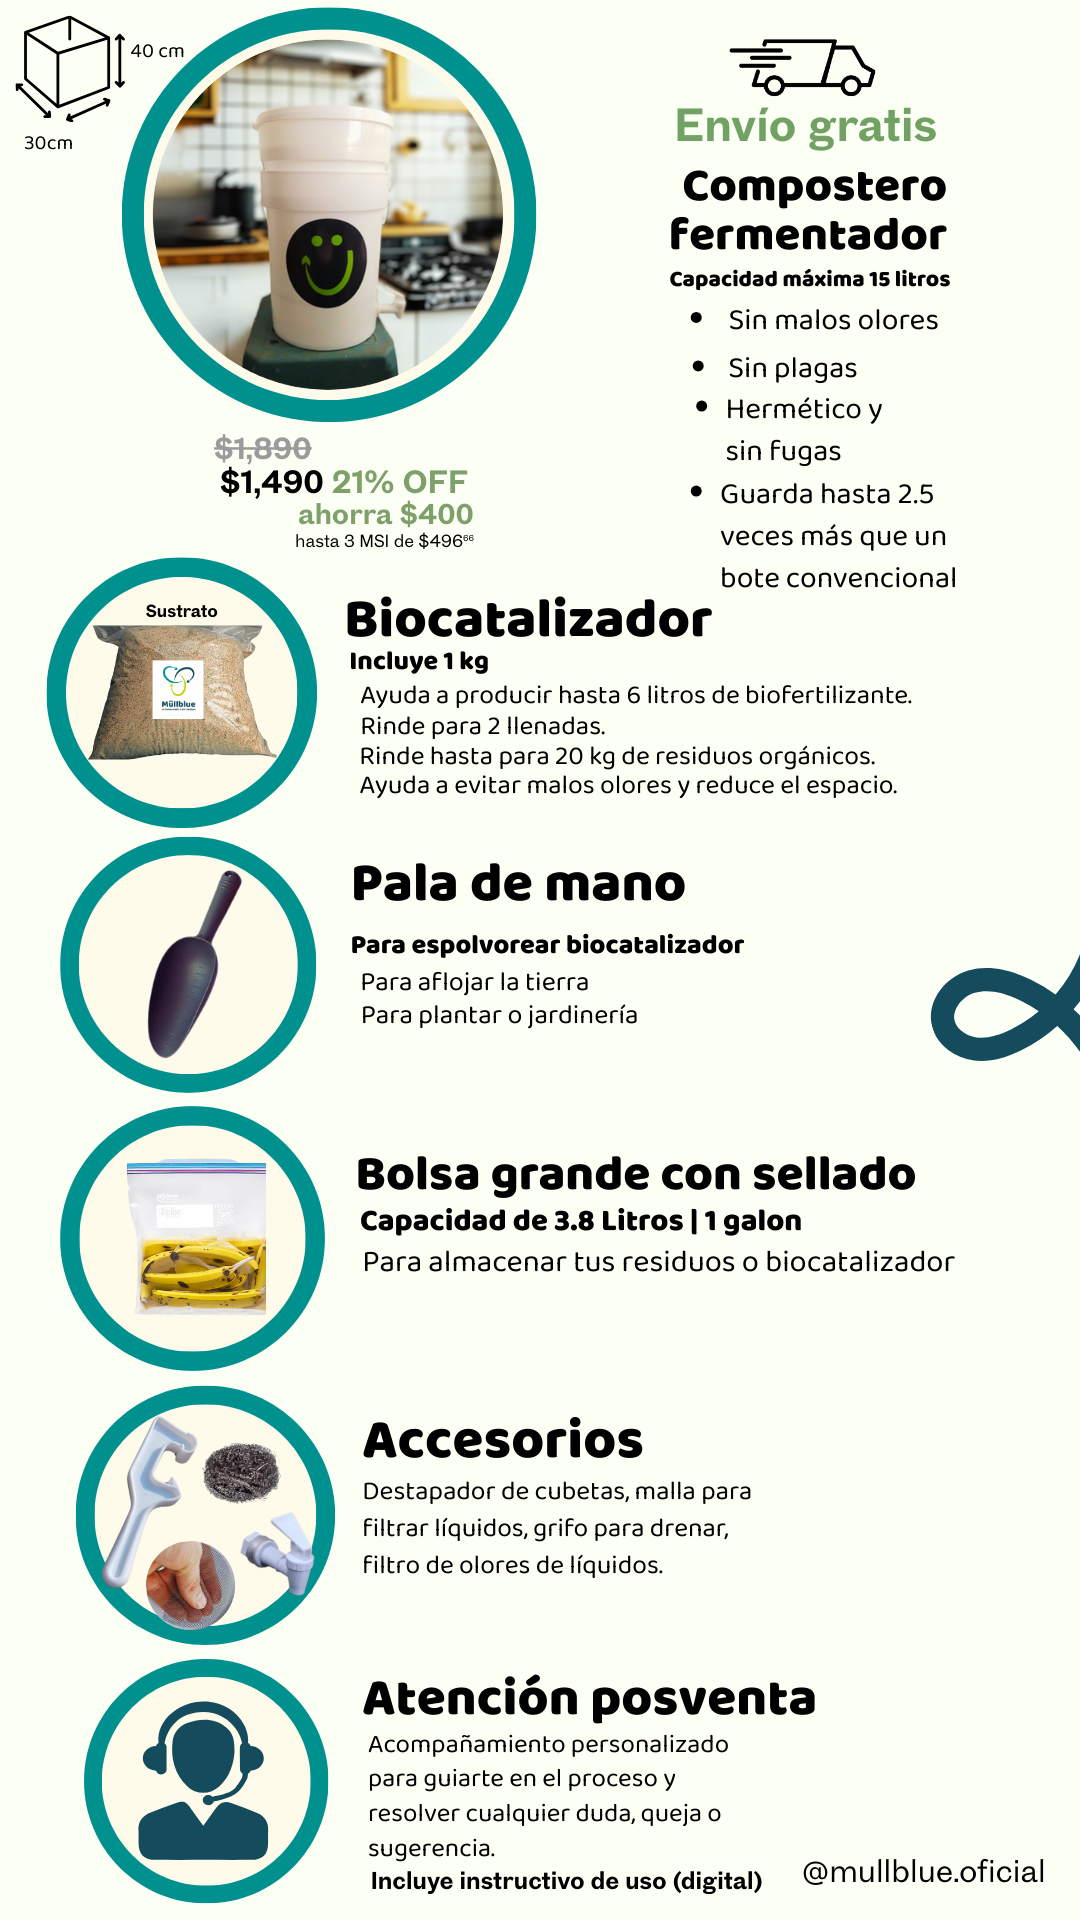 40 cm
30cm
Envío gratis
Compostero
fermentador
Capacidad máxima 15 litros
• Sin malos olores
• Sin plagas
• Hermético y
sin fugas
• Guarda hasta 2.5
veces más que un
bote convencional
$1,890
$1,490 21% OFF
ahorra $400
hasta 3 MSI de $496⁶⁶
Sustrato
Müllblue
Biocatalizador
Incluye 1 kg
Ayuda a producir hasta 6 litros de biofertilizante.
Rinde para 2 llenadas.
Rinde hasta para 20 kg de residuos orgánicos.
Ayuda a evitar malos olores y reduce el espacio.
Pala de mano
Para espolvorear biocatalizador
Para aflojar la tierra
Para plantar o jardinería
Bolsa grande con sellado
Capacidad de 3.8 Litros | 1 galon
Para almacenar tus residuos o biocatalizador
Accesorios
Destapador de cubetas, malla para
filtrar líquidos, grifo para drenar,
filtro de olores de líquidos.
Atención posventa
Acompañamiento personalizado
para guiarte en el proceso y
resolver cualquier duda, queja o
sugerencia.
Incluye instructivo de uso (digital)
@mullblue.oficial